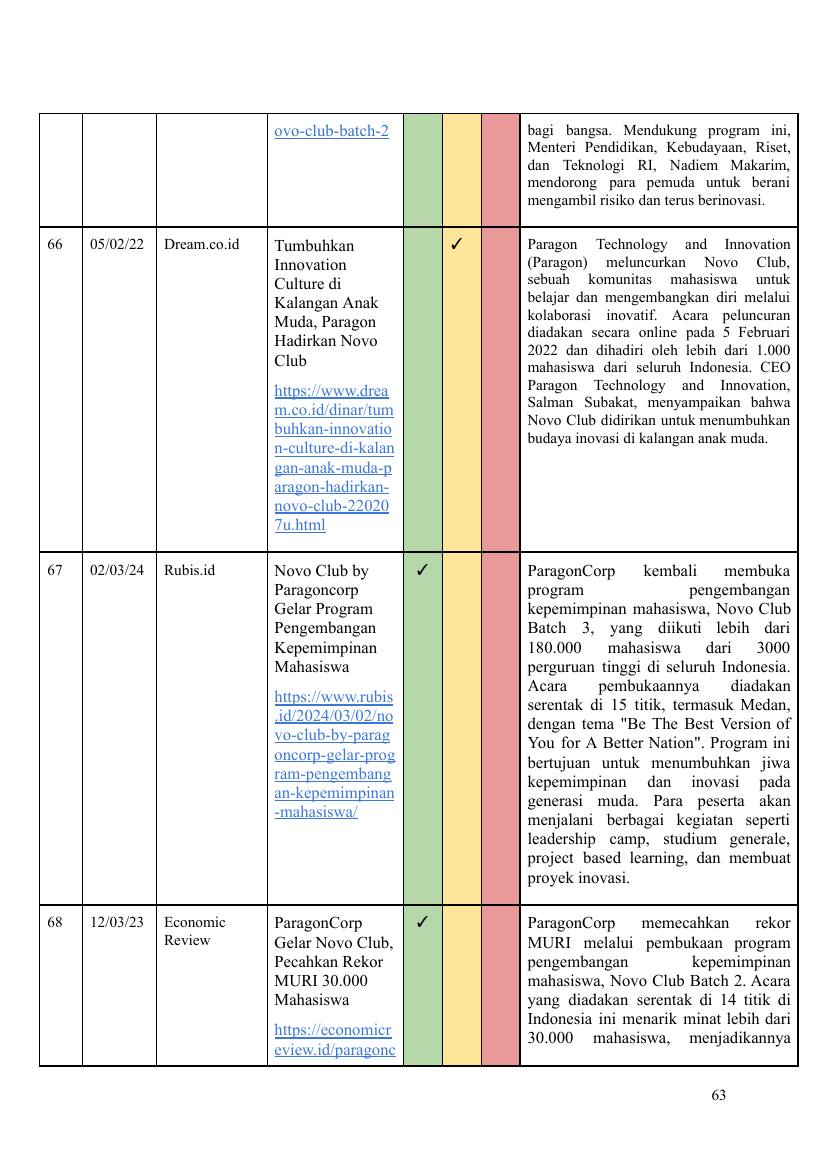 ovo-club-batch-2
bagi bangsa. Mendukung program ini,
Menteri Pendidikan, Kebudayaan, Riset,
dan Teknologi RI, Nadiem Makarim,
mendorong para pemuda untuk berani
mengambil risiko dan terus berinovasi.
66
05/02/22
Dream.co.id
Tumbuhkan
Innovation
Culture di
Kalangan Anak
Muda, Paragon
Hadirkan Novo
Club
https://www.drea
m.co.id/dinar/tum
buhkan-innovatio
n-culture-di-kalan
gan-anak-muda-p
aragon-hadirkan-
novo-club-22020
7u.html
✓
Paragon Technology and Innovation
(Paragon) meluncurkan Novo Club,
sebuah komunitas mahasiswa untuk
belajar dan mengembangkan diri melalui
kolaborasi inovatif. Acara peluncuran
diadakan secara online pada 5 Februari
2022 dan dihadiri oleh lebih dari 1.000
mahasiswa dari seluruh Indonesia. CEO
Paragon Technology and Innovation,
Salman Subakat, menyampaikan bahwa
Novo Club didirikan untuk menumbuhkan
budaya inovasi di kalangan anak muda.
67
02/03/24
Rubis.id
Novo Club by
Paragoncorp
Gelar Program
Pengembangan
Kepemimpinan
Mahasiswa
https://www.rubis
.id/2024/03/02/no
vo-club-by-parag
oncorp-gelar-prog
ram-pengembang
an-kepemimpinan
-mahasiswa/
✓
ParagonCorp kembali membuka
program pengembangan
kepemimpinan mahasiswa, Novo Club
Batch 3, yang diikuti lebih dari
180.000 mahasiswa dari 3000
perguruan tinggi di seluruh Indonesia.
Acara pembukaannya diadakan
serentak di 15 titik, termasuk Medan,
dengan tema "Be The Best Version of
You for A Better Nation". Program ini
bertujuan untuk menumbuhkan jiwa
kepemimpinan dan inovasi pada
generasi muda. Para peserta akan
menjalani berbagai kegiatan seperti
leadership camp, studium generale,
project based learning, dan membuat
proyek inovasi.
68
12/03/23
Economic
Review
ParagonCorp
Gelar Novo Club,
Pecahkan Rekor
MURI 30.000
Mahasiswa
https://economicr
eview.id/paragonc
✓
ParagonCorp memecahkan rekor
MURI melalui pembukaan program
pengembangan kepemimpinan
mahasiswa, Novo Club Batch 2. Acara
yang diadakan serentak di 14 titik di
Indonesia ini menarik minat lebih dari
30.000 mahasiswa, menjadikannya
63